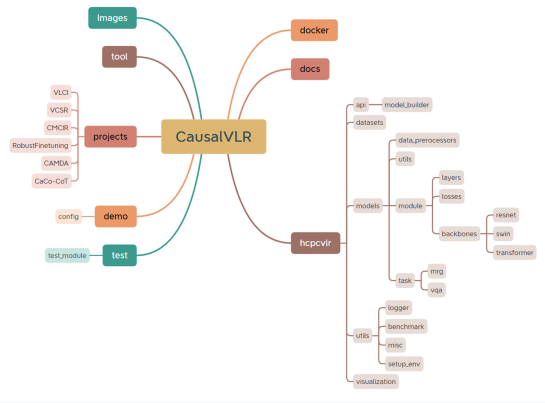 Images
tool
VLCI
VCSR
CMCIR
RobustFinetuning
CAMDA
CaCo-CoT
projects
config
demo
test_module
test
CausalVLR
docker
docs
hcpcvlr
api
model_builder
datasets
models
data_prerocessors
utils
module
layers
losses
backbones
resnet
swin
transformer
task
mrg
vqa
utils
logger
benchmark
misc
setup_env
visualization